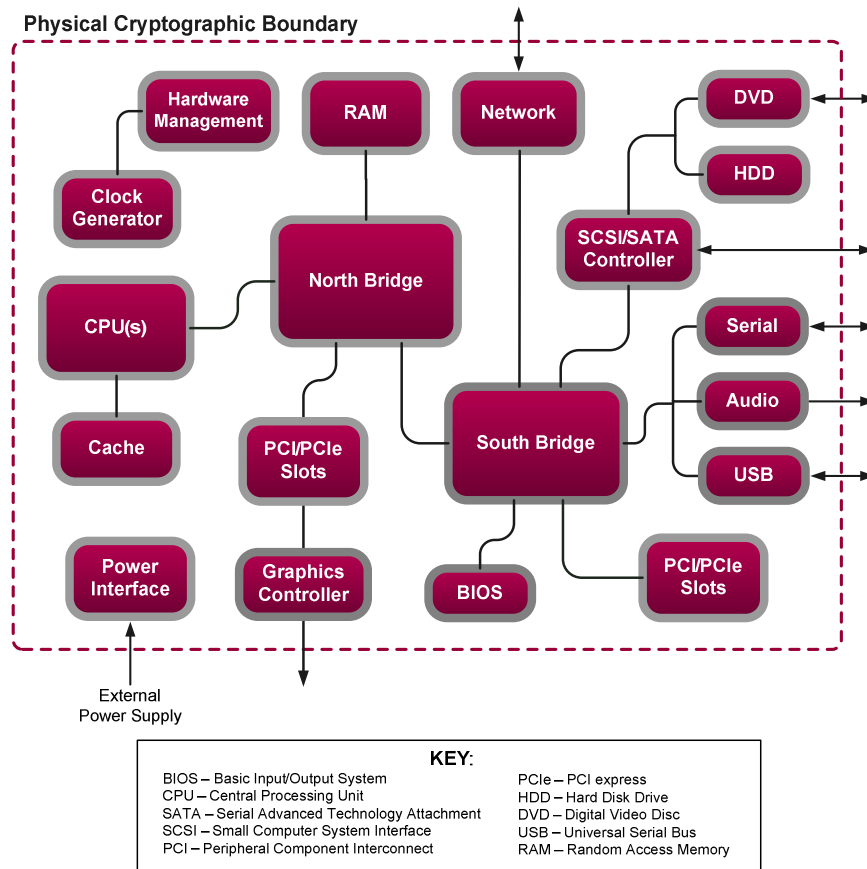 Physical Cryptographic Boundary
Hardware
Management
RAM
Network
DVD
HDD
Clock
Generator
SCSI/SATA
Controller
North Bridge
CPU(s)
Serial
Audio
USB
Cache
PCI/PCIe
Slots
South Bridge
Power
Interface
Graphics
Controller
BIOS
PCI/PCIe
Slots
External
Power Supply
KEY:
BIOS – Basic Input/Output System
CPU – Central Processing Unit
SATA – Serial Advanced Technology Attachment
SCSI – Small Computer System Interface
PCI – Peripheral Component Interconnect
PCIe – PCI express
HDD – Hard Disk Drive
DVD – Digital Video Disc
USB – Universal Serial Bus
RAM – Random Access Memory